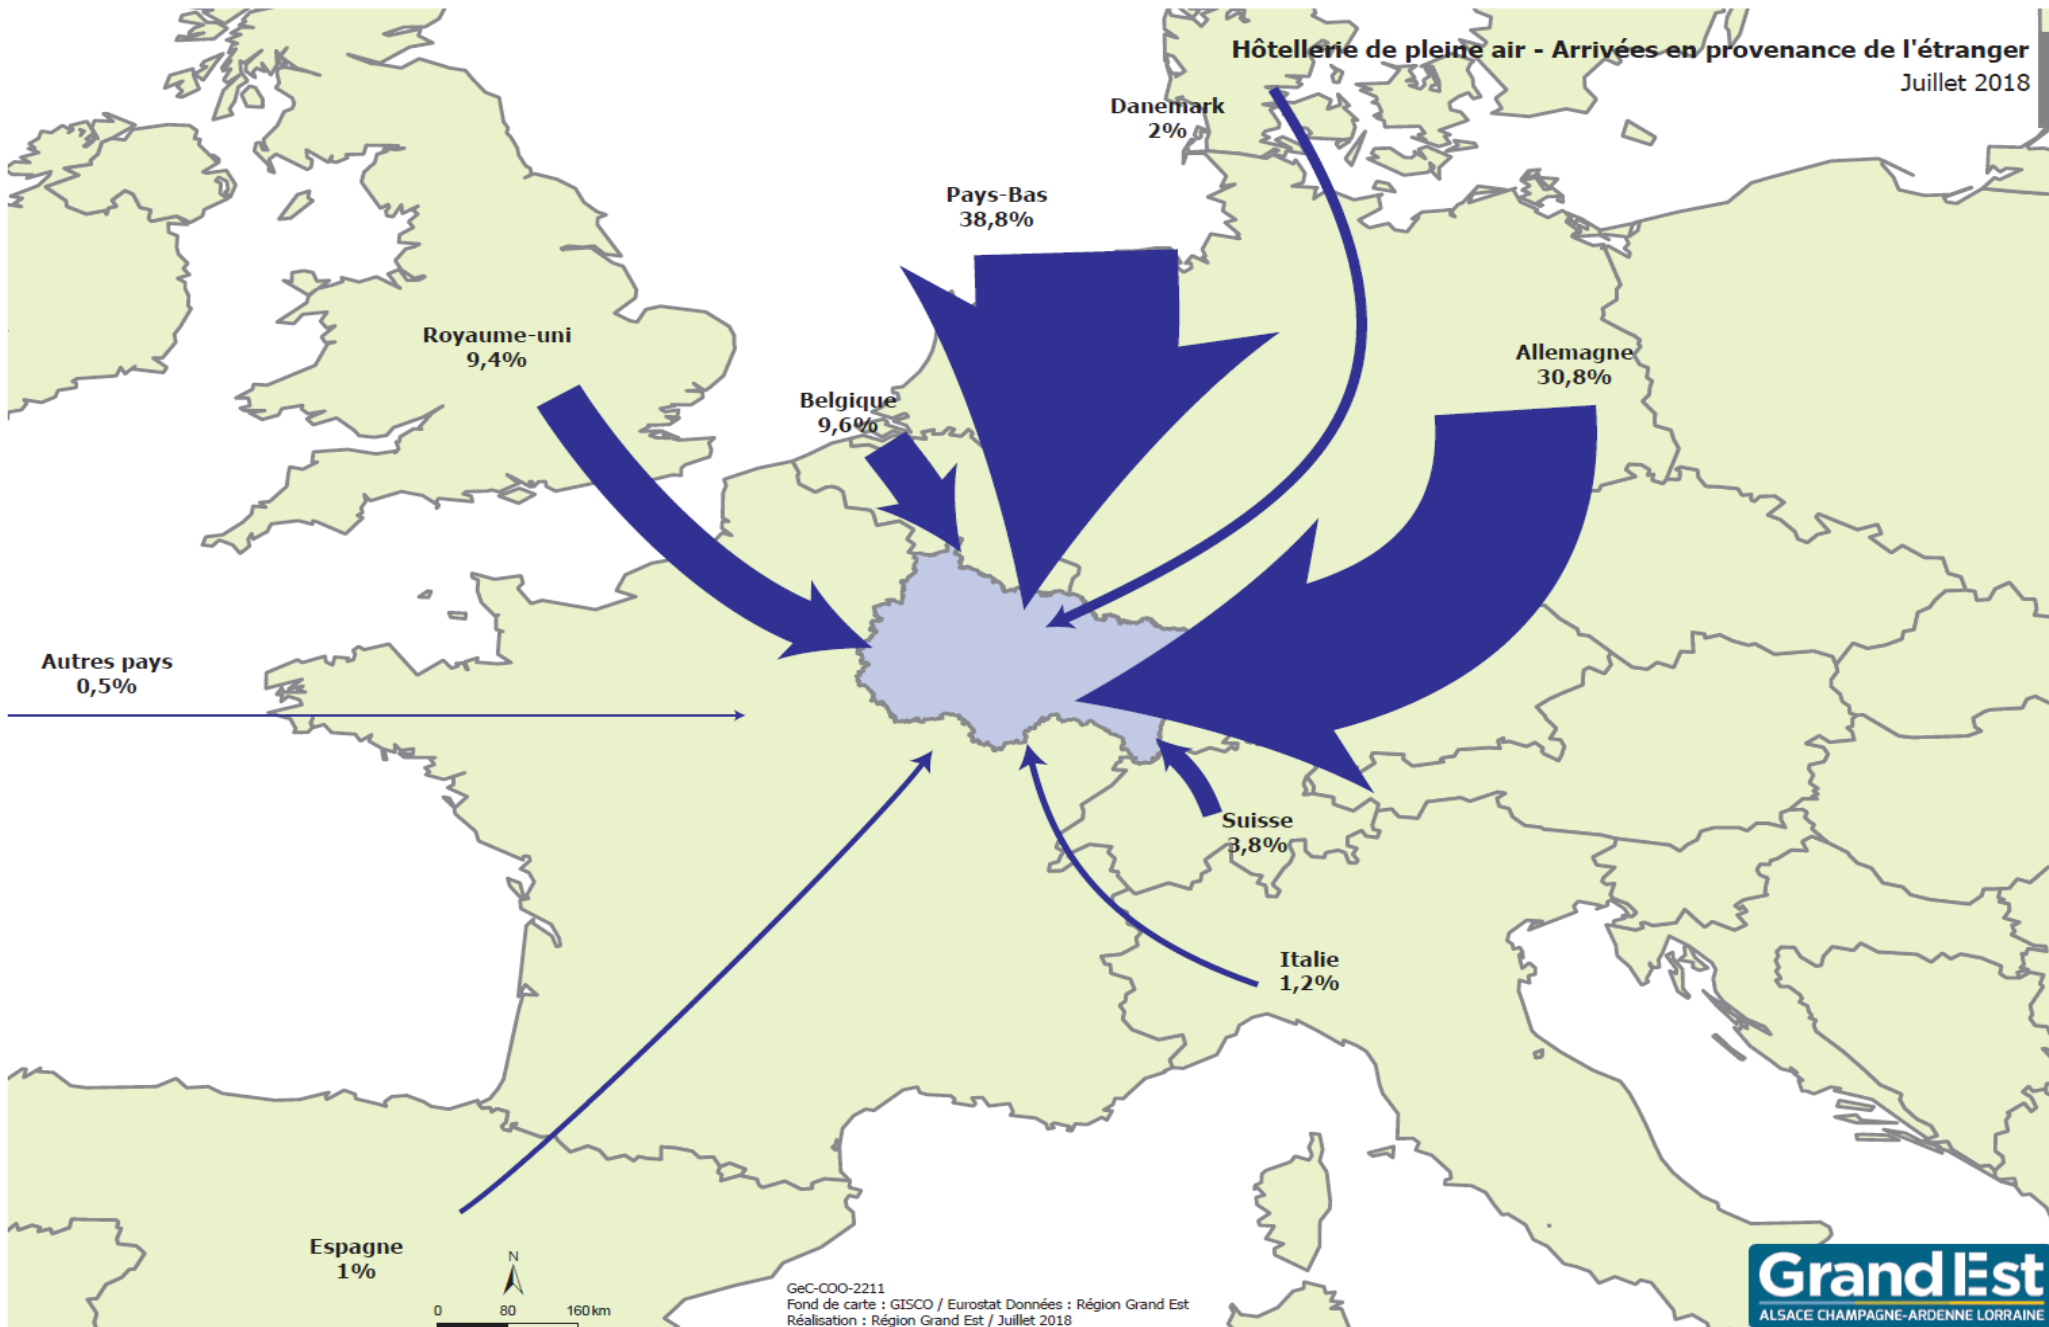 Hôtellerie de pleine air - Arrivées en provenance de l'étranger
Juillet 2018
Danemark
2%
Pays-Bas
38,8%
Royaume-uni
9,4%
Allemagne
30,8%
Belgique
9,6%
Autres pays
0,5%
Suisse
3,8%
Italie
1,2%
Espagne
1%
N
0 80 160 km
GeC-COO-2211
Fond de carte : GISCO / Eurostat Données : Région Grand Est
Réalisation : Région Grand Est / Juillet 2018
Grand Est
ALSACE CHAMPAGNE-ARDENNE LORRAINE